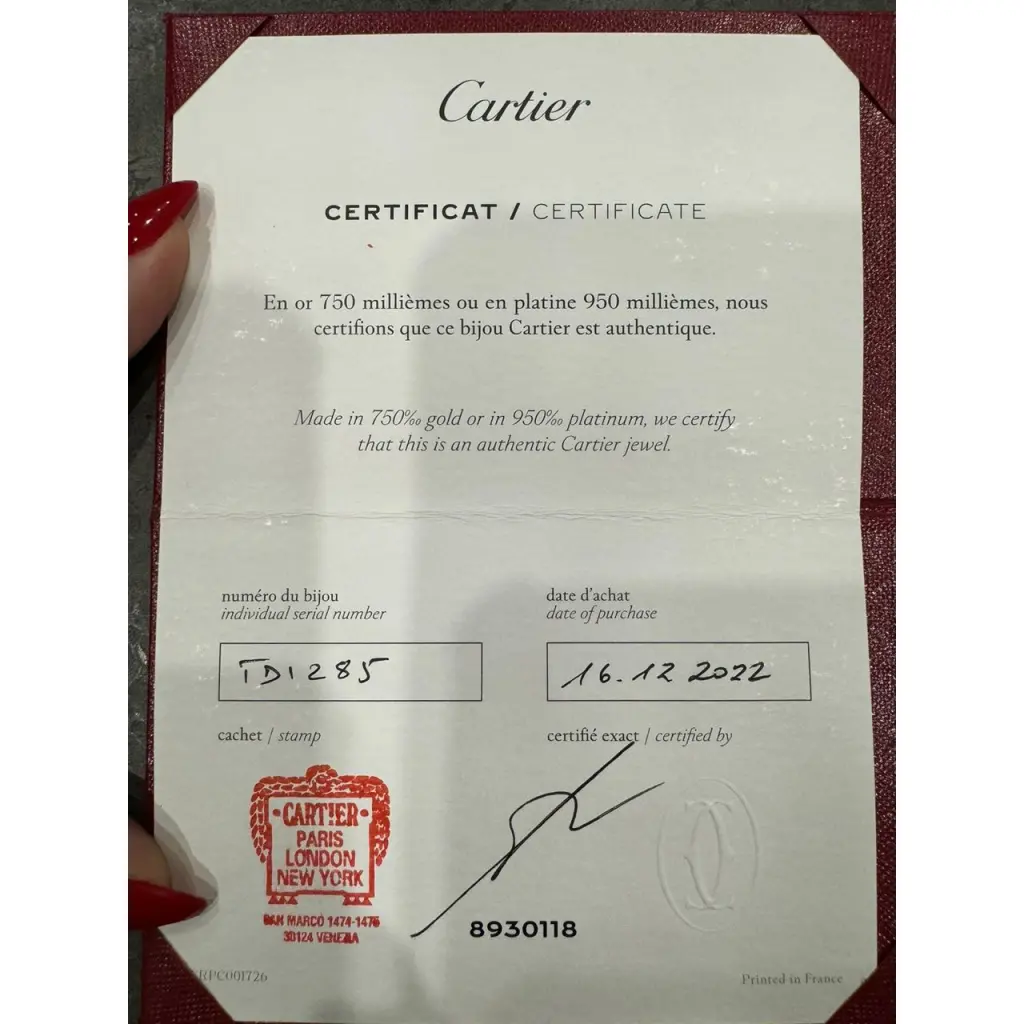 Cartier
CERTIFICAT / CERTIFICATE
En or 750 millièmes ou en platine 950 millièmes, nous
certifions que ce bijou Cartier est authentique.
Made in 750‰ gold or in 950‰ platinum, we certify
that this is an authentic Cartier jewel.
numéro du bijou
individual serial number
TD1285
date d'achat
date of purchase
16.12 2022
cachet / stamp
certifié exact / certified by
CARTIER
PARIS
LONDON
NEW YORK
SAN MARCO 1474-1476
30124 VENEZIA
8930118
RPC001726
Printed in France